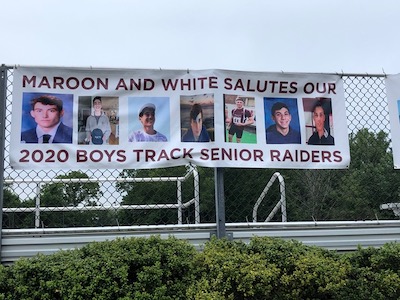 MAROON AND WHITE SALUTES OUR
2020 BOYS TRACK SENIOR RAIDERS